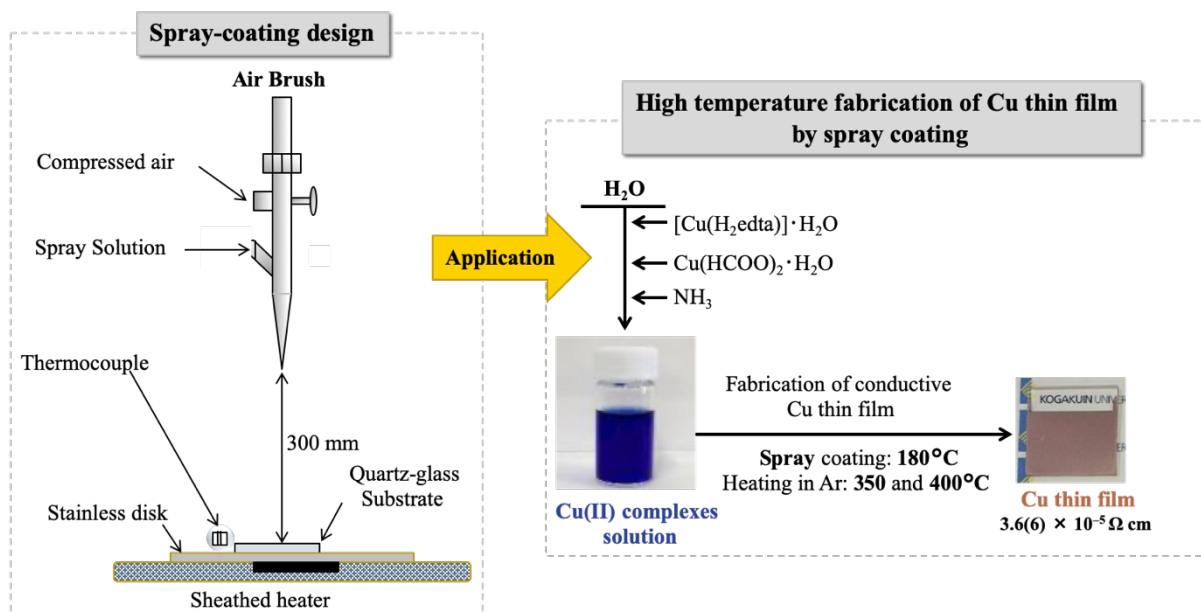 Spray-coating design
Air Brush
Compressed air
Spray Solution
Thermocouple
300 mm
Quartz-glass
Substrate
Stainless disk
Sheathed heater
Application
High temperature fabrication of Cu thin film
by spray coating
H₂O
[Cu(H₂edta)]·H₂O
Cu(HCOO)₂·H₂O
NH₃
Cu(II) complexes
solution
Fabrication of conductive
Cu thin film
Spray coating: 180°C
Heating in Ar: 350 and 400°C
KOGAKUIN UNIVER
Cu thin film
3.6(6) × 10⁻⁵ Ω cm